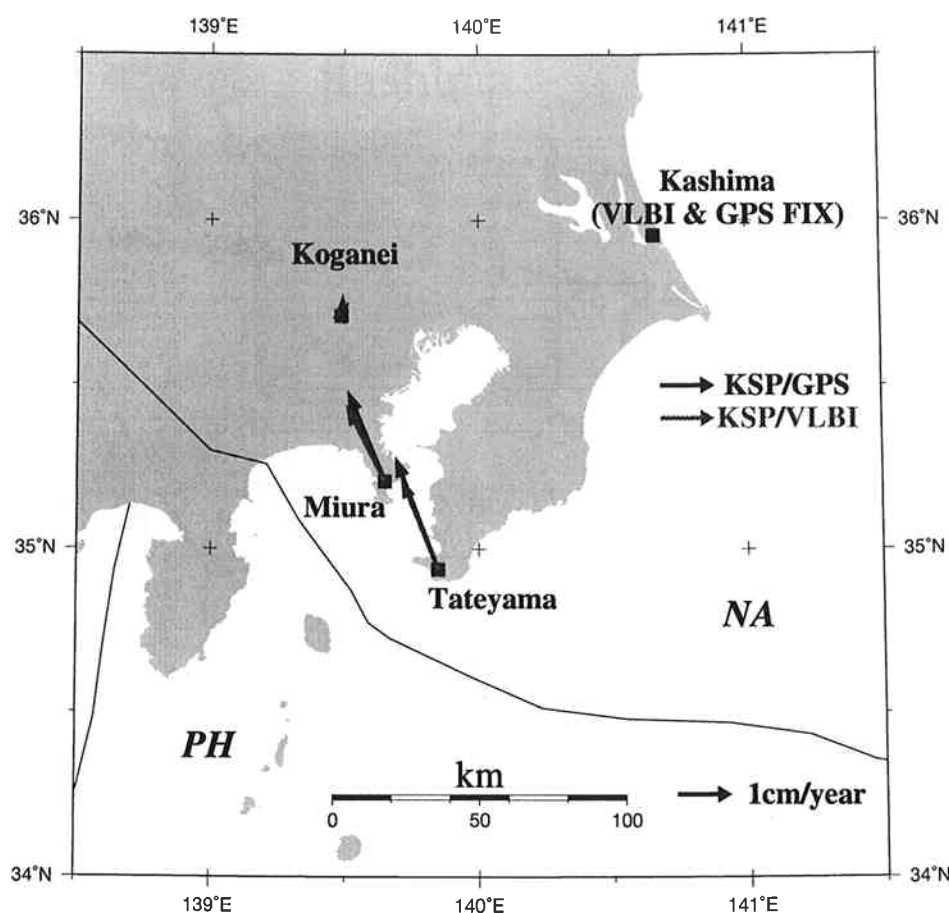 139°E 140°E 141°E
36°N 36°N
Kashima
(VLBI & GPS FIX)
Koganei
KSP/GPS
KSP/VLBI
Miura
35°N 35°N
Tateyama
NA
PH
km
1cm/year
0 50 100
34°N 34°N
139°E 140°E 141°E